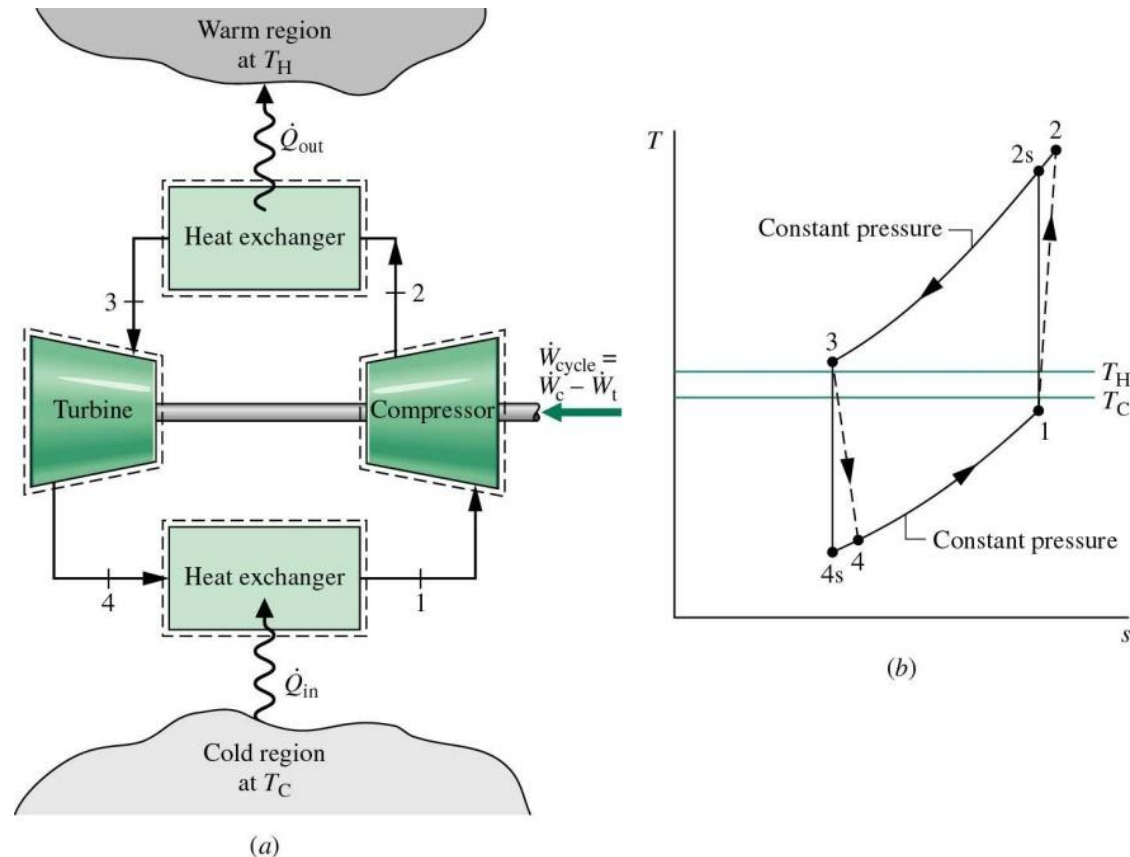 Warm region
at T_H
Q̇_out
Heat exchanger
3
2
Turbine
Compressor
Ẇ_cycle =
Ẇ_c − Ẇ_t
Heat exchanger
4
1
Q̇_in
Cold region
at T_C
(a)
T
2
2s
Constant pressure
3
T_H
T_C
1
Constant pressure
4
4s
s
(b)